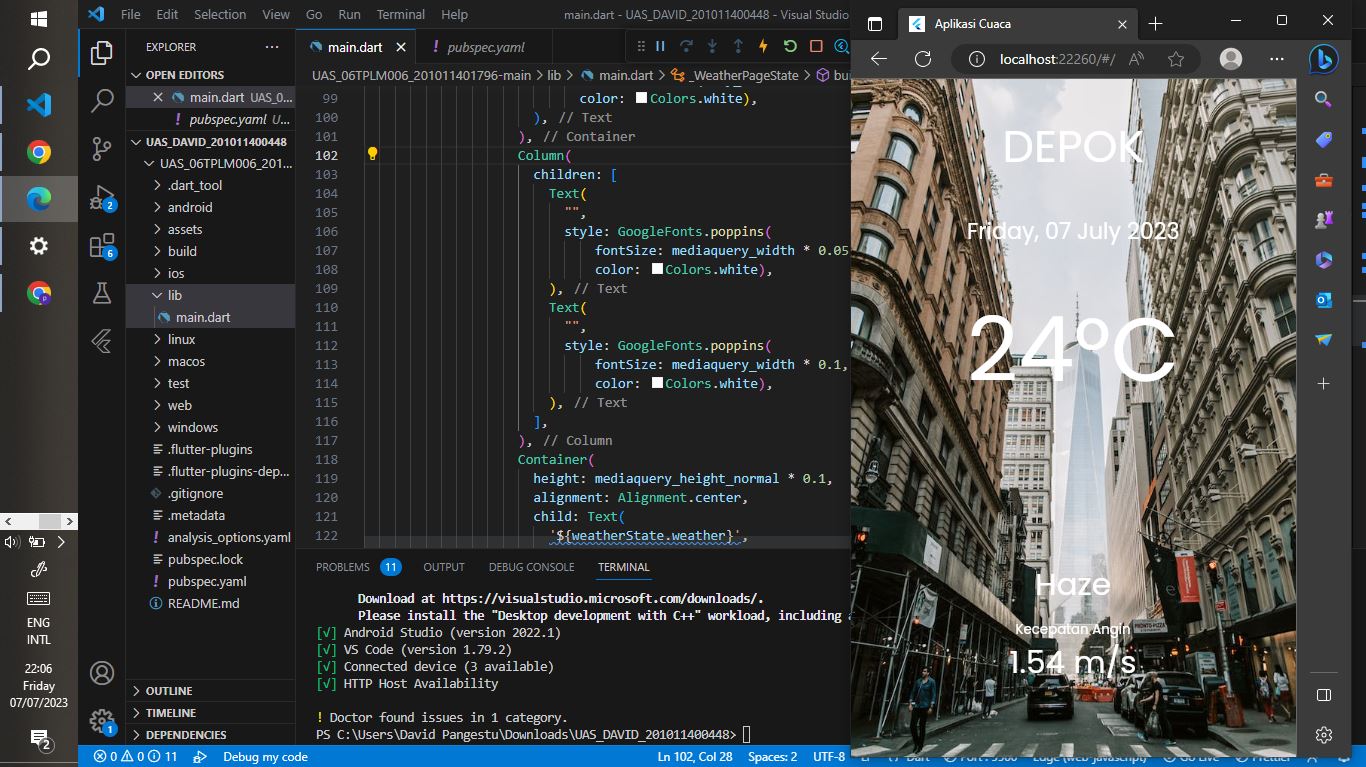 File Edit Selection View Go Run Terminal Help
main.dart - UAS_DAVID_201011400448 - Visual Studio
EXPLORER
OPEN EDITORS
main.dart UAS_0...
pubspec.yaml U...
UAS_DAVID_201011400448
UAS_06TPLM006_201...
.dart_tool
android
assets
build
ios
lib
main.dart
linux
macos
test
web
windows
.flutter-plugins
.flutter-plugins-dep...
.gitignore
.metadata
analysis_options.yaml
pubspec.lock
pubspec.yaml
README.md
OUTLINE
TIMELINE
DEPENDENCIES
2
6
1
main.dart
pubspec.yaml
UAS_06TPLM006_201011401796-main > lib > main.dart > _WeatherPageState > bu
99 color: Colors.white),
100 ), // Text
101 ), // Container
102 Column(
103 children: [
104 Text(
105 "",
106 style: GoogleFonts.poppins(
107 fontSize: mediaquery_width * 0.05
108 color: Colors.white),
109 ), // Text
110 Text(
111 "",
112 style: GoogleFonts.poppins(
113 fontSize: mediaquery_width * 0.1,
114 color: Colors.white),
115 ), // Text
116 ],
117 ), // Column
118 Container(
119 height: mediaquery_height_normal * 0.1,
120 alignment: Alignment.center,
121 child: Text(
122 '${weatherState.weather}',
PROBLEMS 11 OUTPUT DEBUG CONSOLE TERMINAL
Download at https://visualstudio.microsoft.com/downloads/.
Please install the "Desktop development with C++" workload, including a
[√] Android Studio (version 2022.1)
[√] VS Code (version 1.79.2)
[√] Connected device (3 available)
[√] HTTP Host Availability
! Doctor found issues in 1 category.
PS C:\Users\David Pangestu\Downloads\UAS_DAVID_201011400448>
0 0 11 Debug my code
Ln 102, Col 28 Spaces: 2 UTF-8
Aplikasi Cuaca
localhost:22260/#/
DEPOK
Friday, 07 July 2023
24°C
Haze
Kecepatan Angin
1.54 m/s
ENG
INTL
22:06
Friday
07/07/2023
2